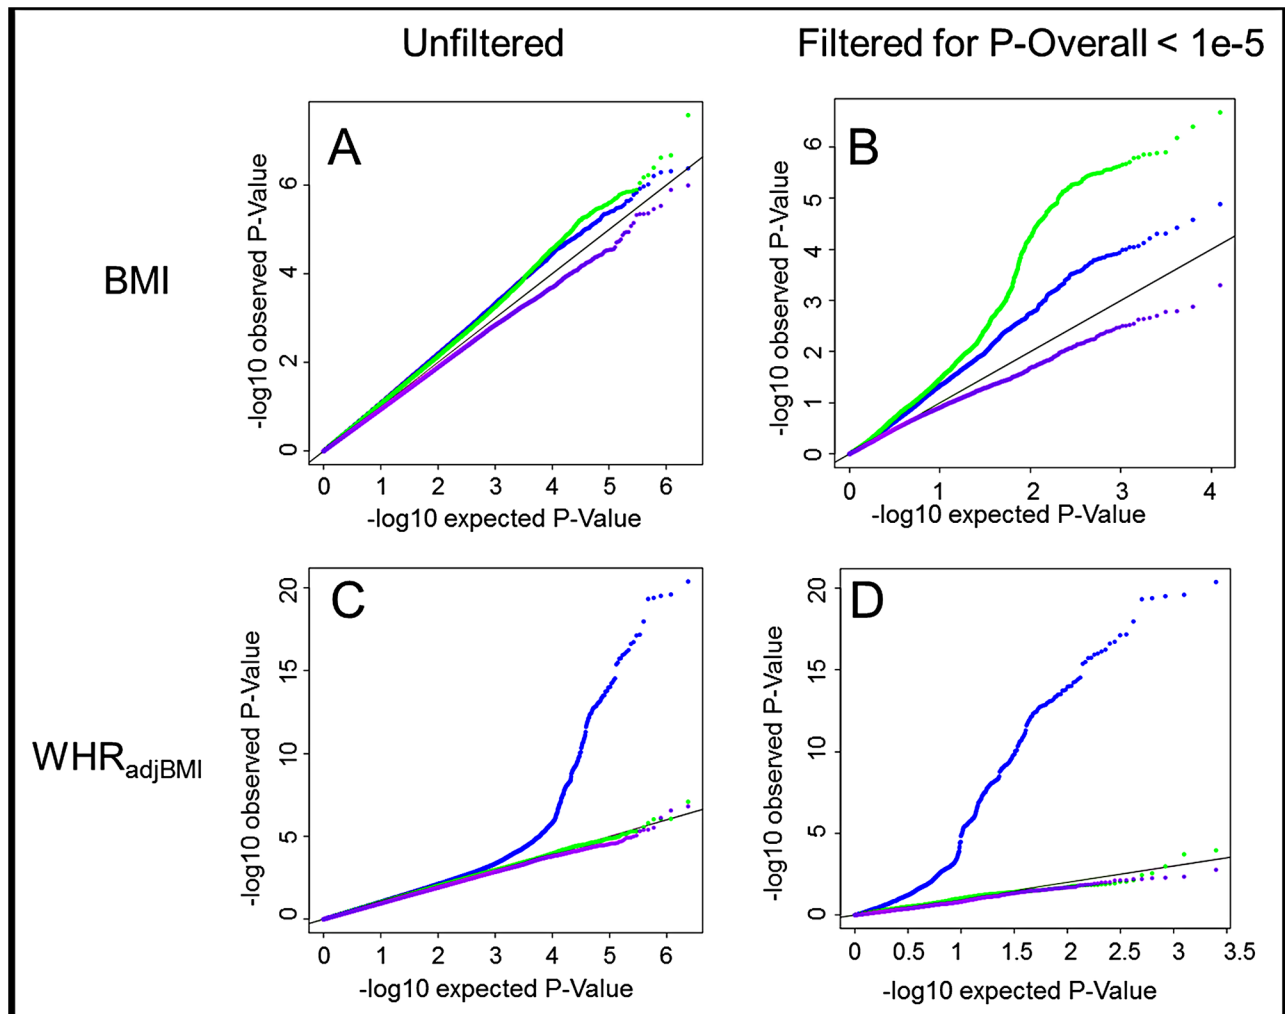 Unfiltered
Filtered for P-Overall < 1e-5
BMI
A
-log10 observed P-Value
0
2
4
6
0 1 2 3 4 5 6
-log10 expected P-Value
B
-log10 observed P-Value
0
1
2
3
4
5
6
0 1 2 3 4
-log10 expected P-Value
WHRadjBMI
C
-log10 observed P-Value
0
5
10
15
20
0 1 2 3 4 5 6
-log10 expected P-Value
D
-log10 observed P-Value
0
5
10
15
20
0 0.5 1 1.5 2 2.5 3 3.5
-log10 expected P-Value